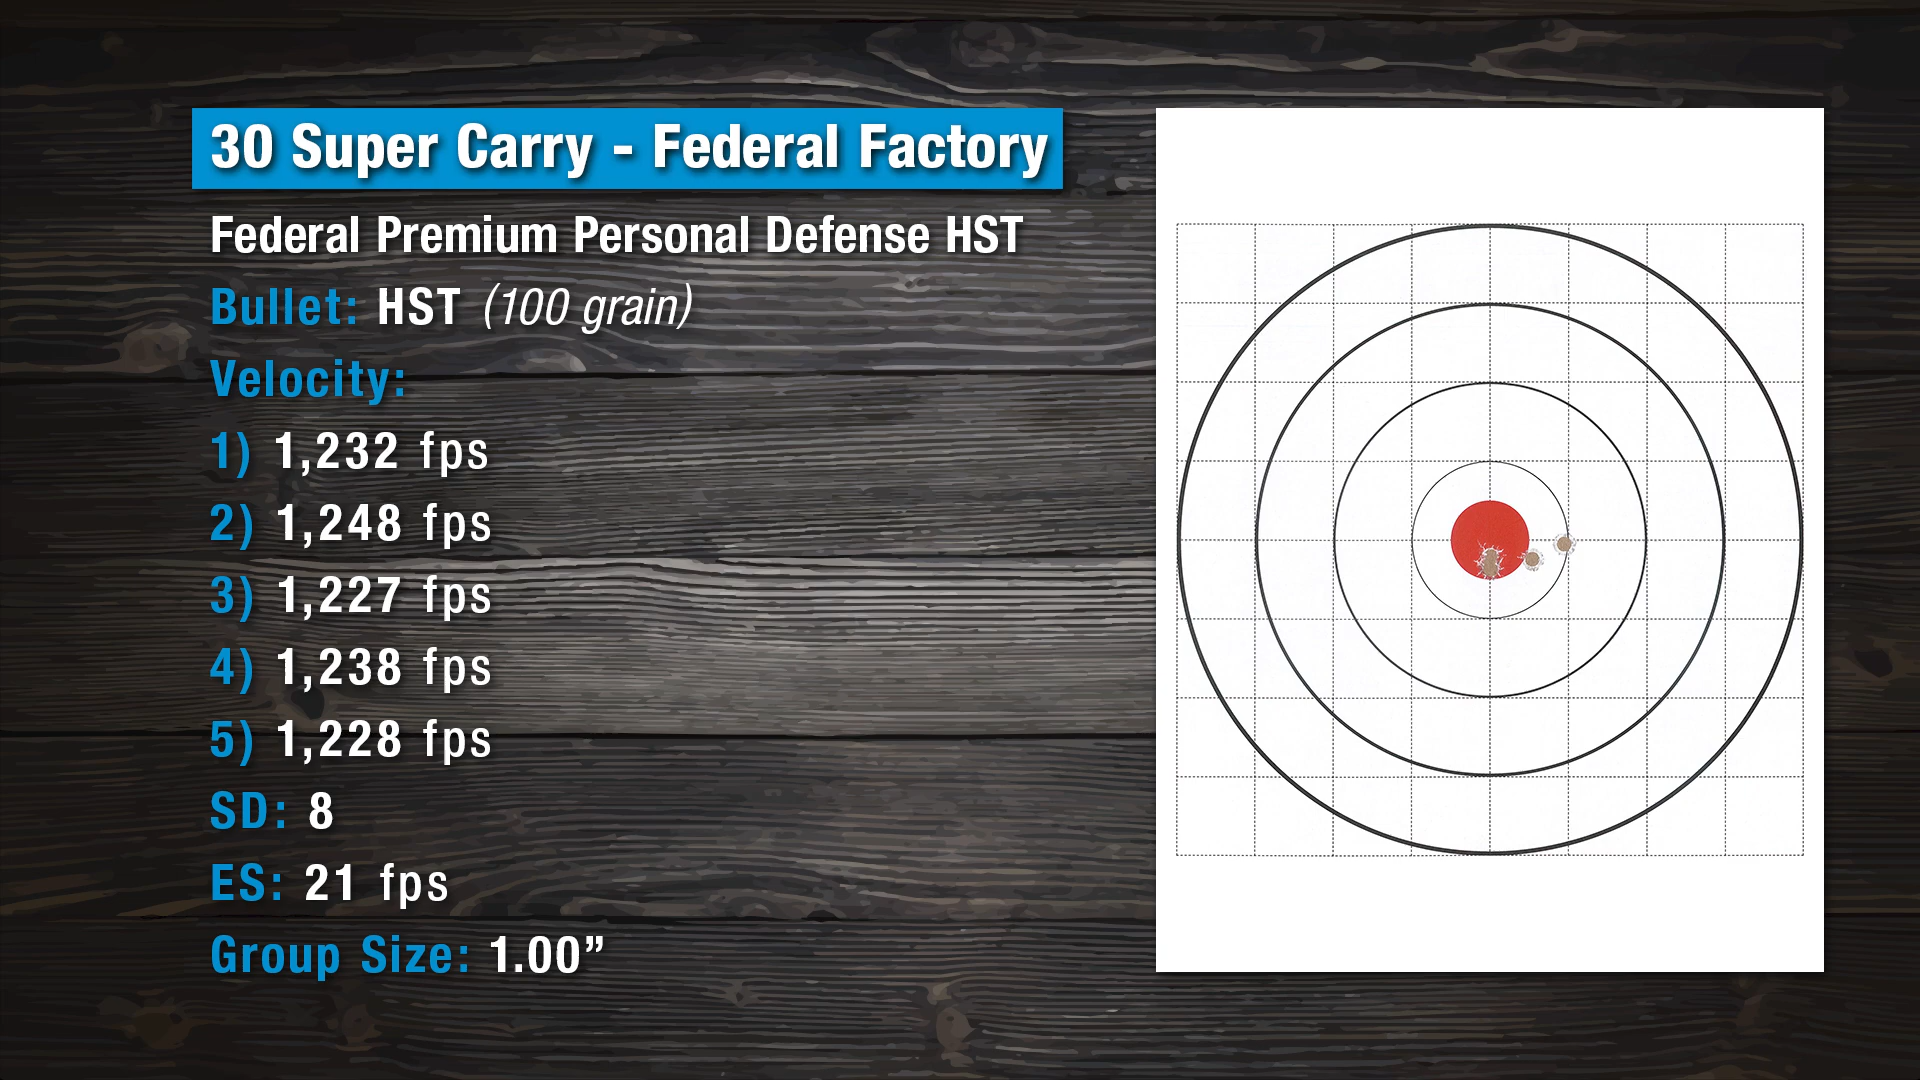 30 Super Carry - Federal Factory
Federal Premium Personal Defense HST
Bullet: HST (100 grain)
Velocity:
1) 1,232 fps
2) 1,248 fps
3) 1,227 fps
4) 1,238 fps
5) 1,228 fps
SD: 8
ES: 21 fps
Group Size: 1.00”